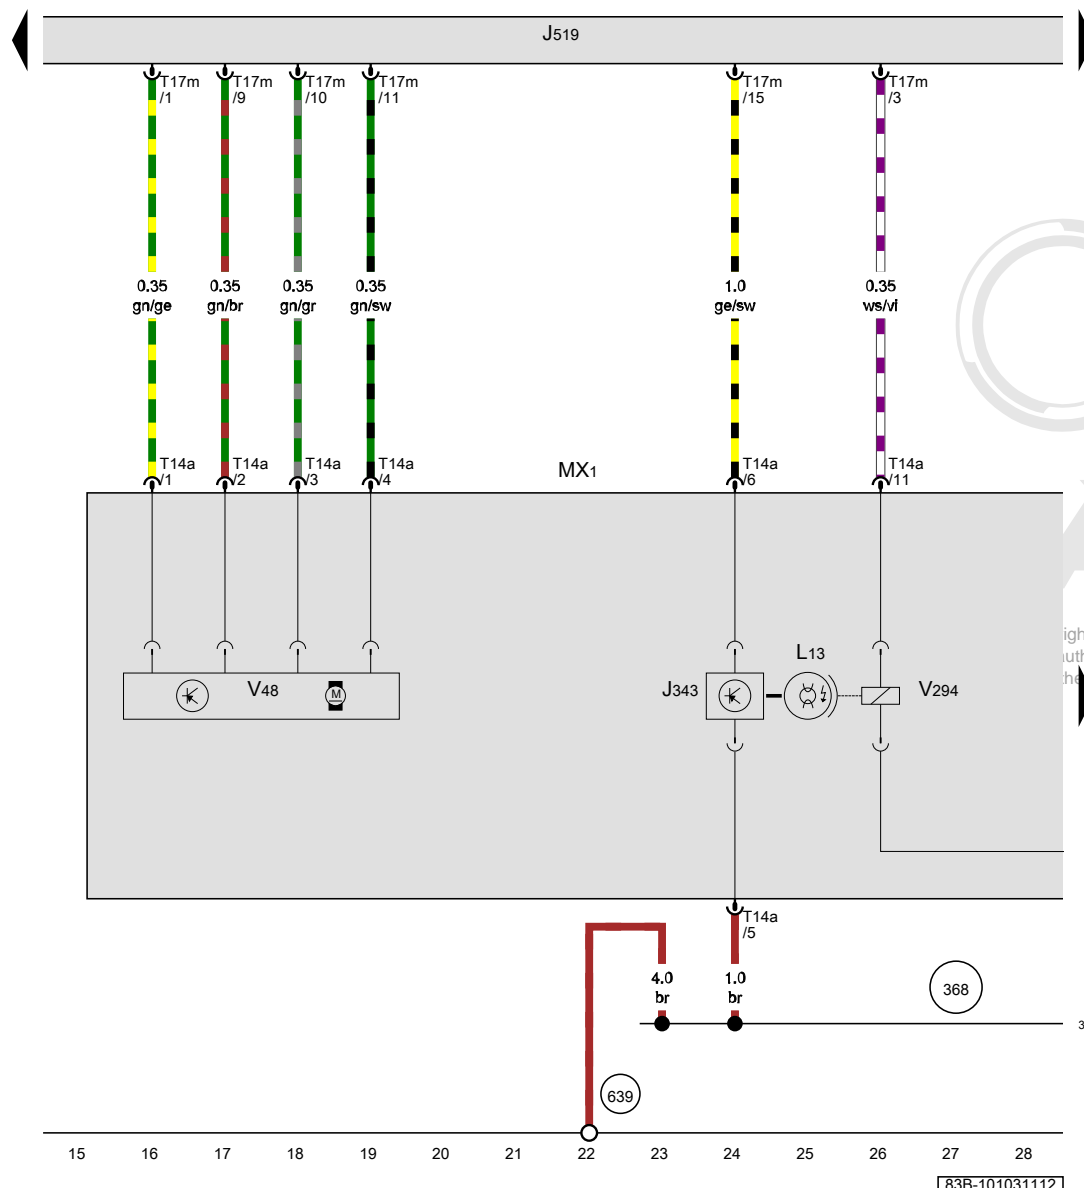 J519
T17m T17m T17m T17m T17m T17m
/1 /9 /10 /11 /15 /3
0.35 0.35 0.35 0.35 1.0 0.35
gn/ge gn/br gn/gr gn/sw ge/sw ws/vi
T14a T14a T14a T14a T14a T14a
/1 /2 /3 /4 /6 /11
MX1
L13
V48 M J343 V294
T14a
/5
4.0 1.0
br br
368
639
15 16 17 18 19 20 21 22 23 24 25 26 27 28
83B-101031112